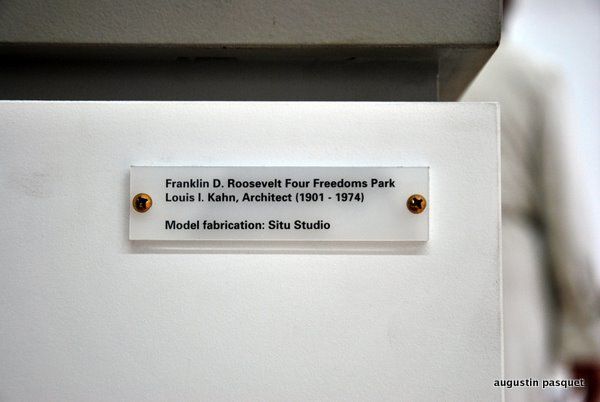 Franklin D. Roosevelt Four Freedoms Park
Louis I. Kahn, Architect (1901 - 1974)
Model fabrication: Situ Studio
augustin pasquet